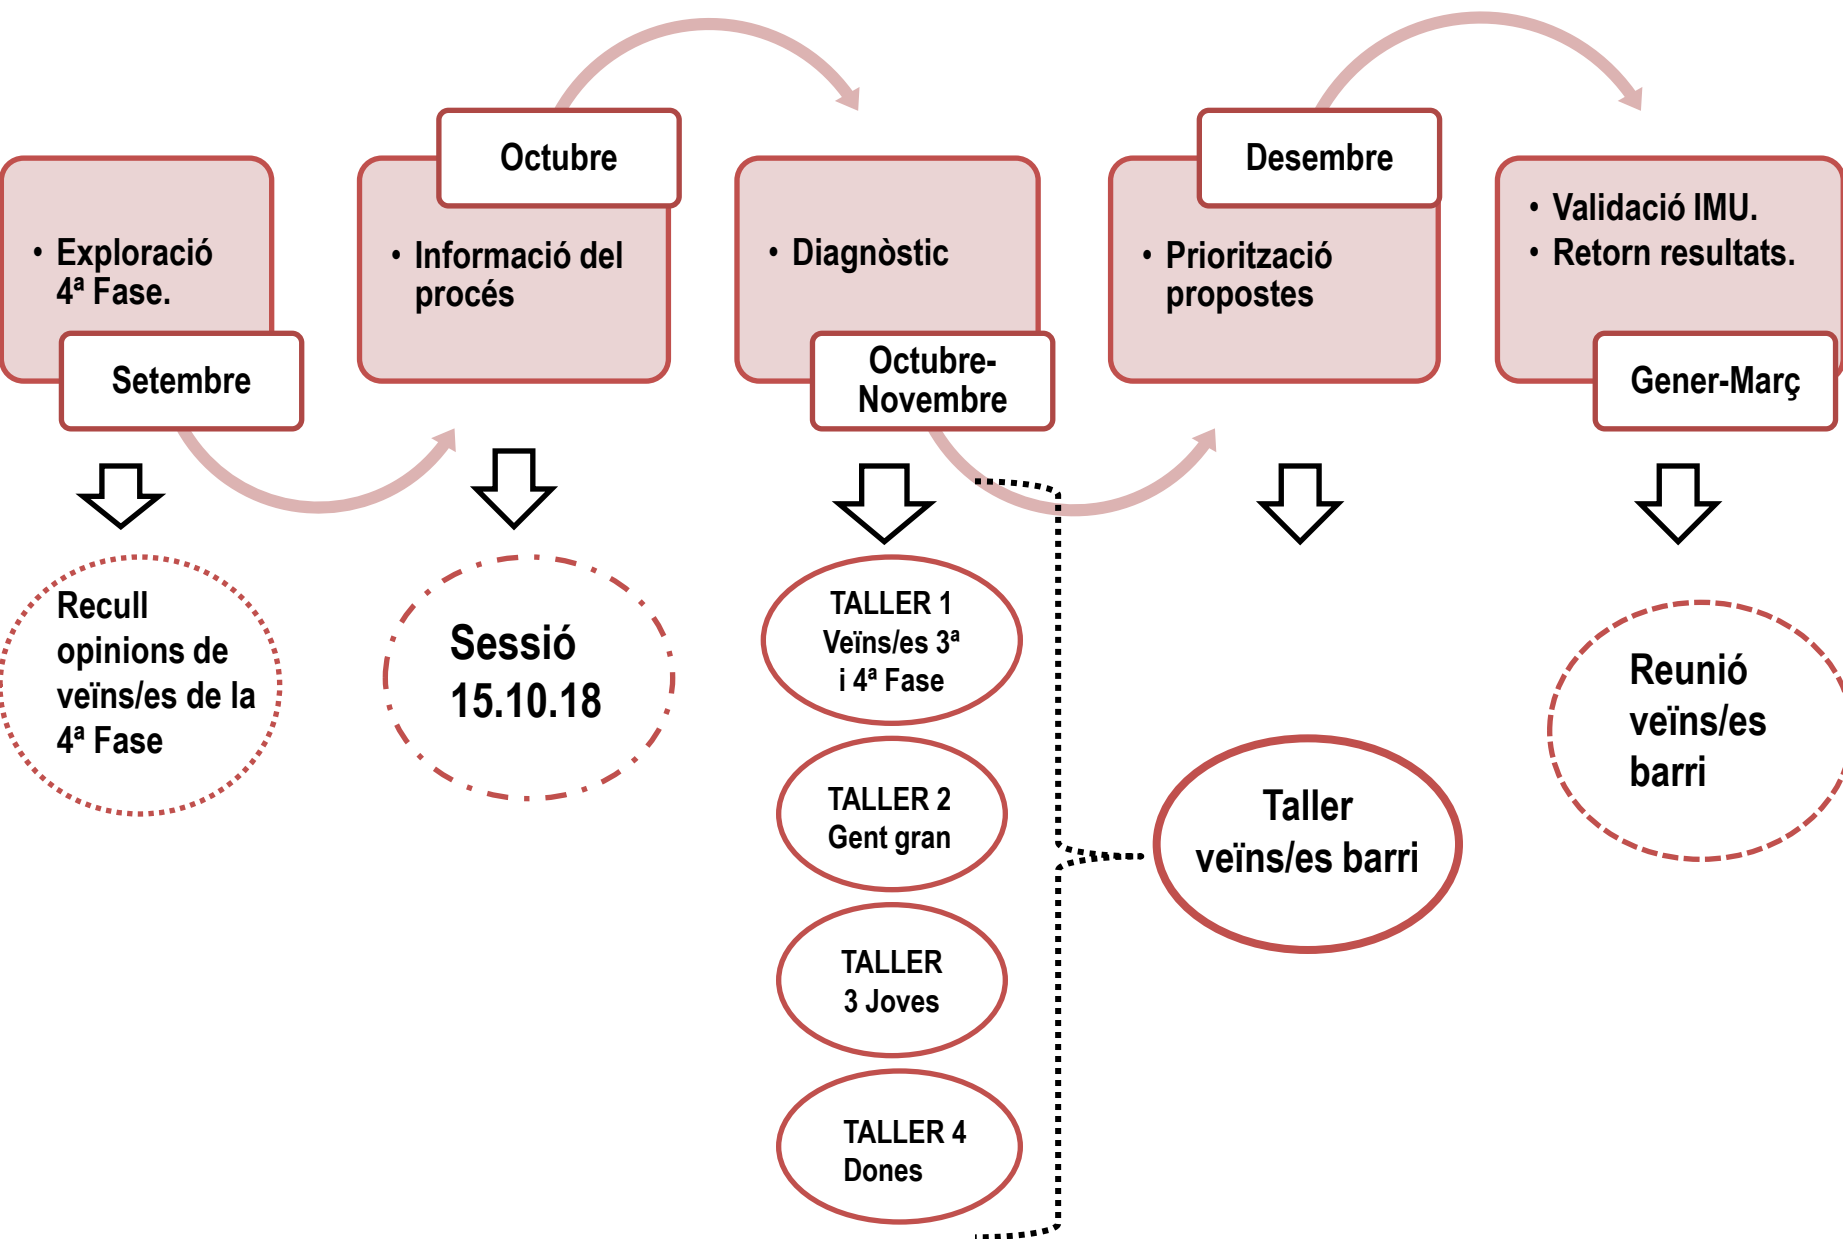 Octubre
Desembre
• Exploració
4ª Fase.
Setembre
• Informació del
procés
• Diagnòstic
Octubre-
Novembre
• Priorització
propostes
• Validació IMU.
• Retorn resultats.
Gener-Març
Recull
opinions de
veïns/es de la
4ª Fase
Sessió
15.10.18
TALLER 1
Veïns/es 3ª
i 4ª Fase
TALLER 2
Gent gran
TALLER
3 Joves
TALLER 4
Dones
Taller
veïns/es barri
Reunió
veïns/es
barri